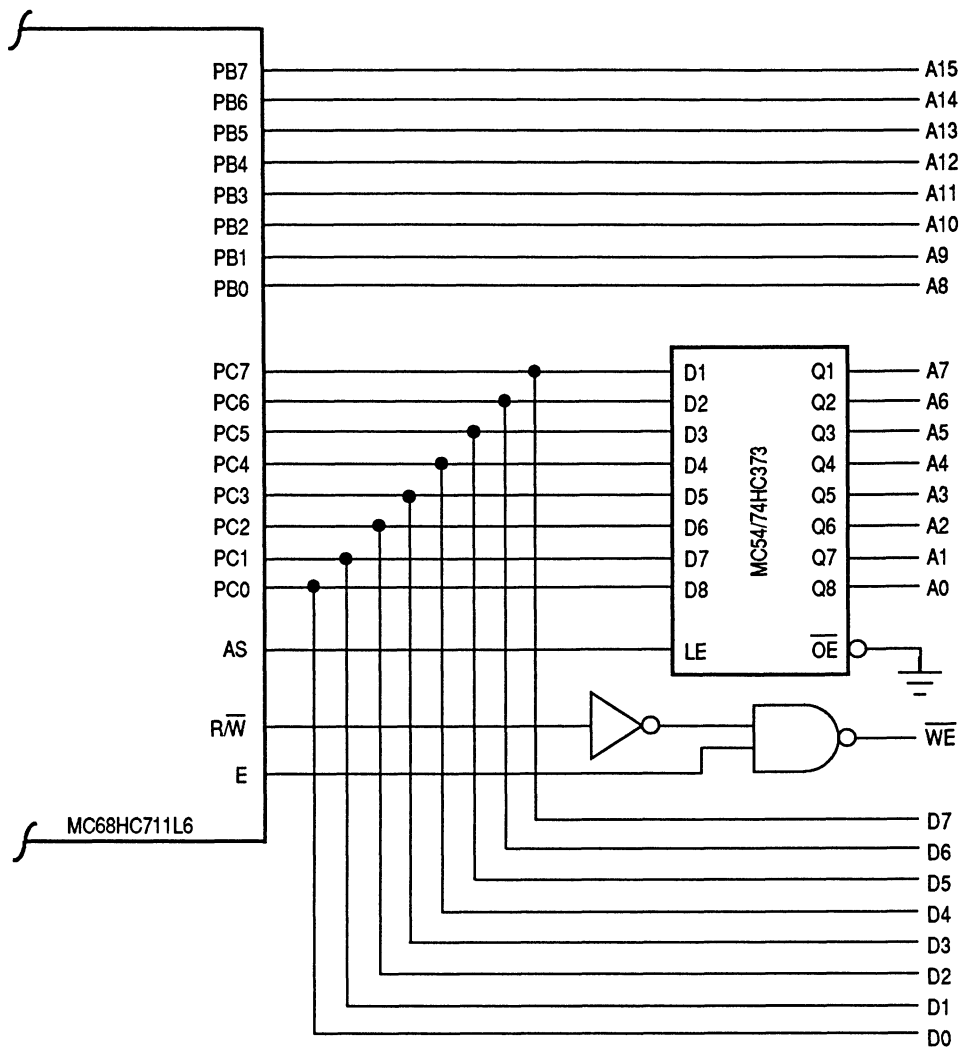 PB7 A15
PB6 A14
PB5 A13
PB4 A12
PB3 A11
PB2 A10
PB1 A9
PB0 A8
PC7 D1 Q1 A7
PC6 D2 Q2 A6
PC5 D3 Q3 A5
PC4 D4 Q4 A4
PC3 D5 Q5 A3
PC2 D6 Q6 A2
PC1 D7 Q7 A1
PC0 D8 Q8 A0
MC54/74HC373
AS LE O̅E̅
R/W̅ W̅E̅
E
MC68HC711L6
D7
D6
D5
D4
D3
D2
D1
D0